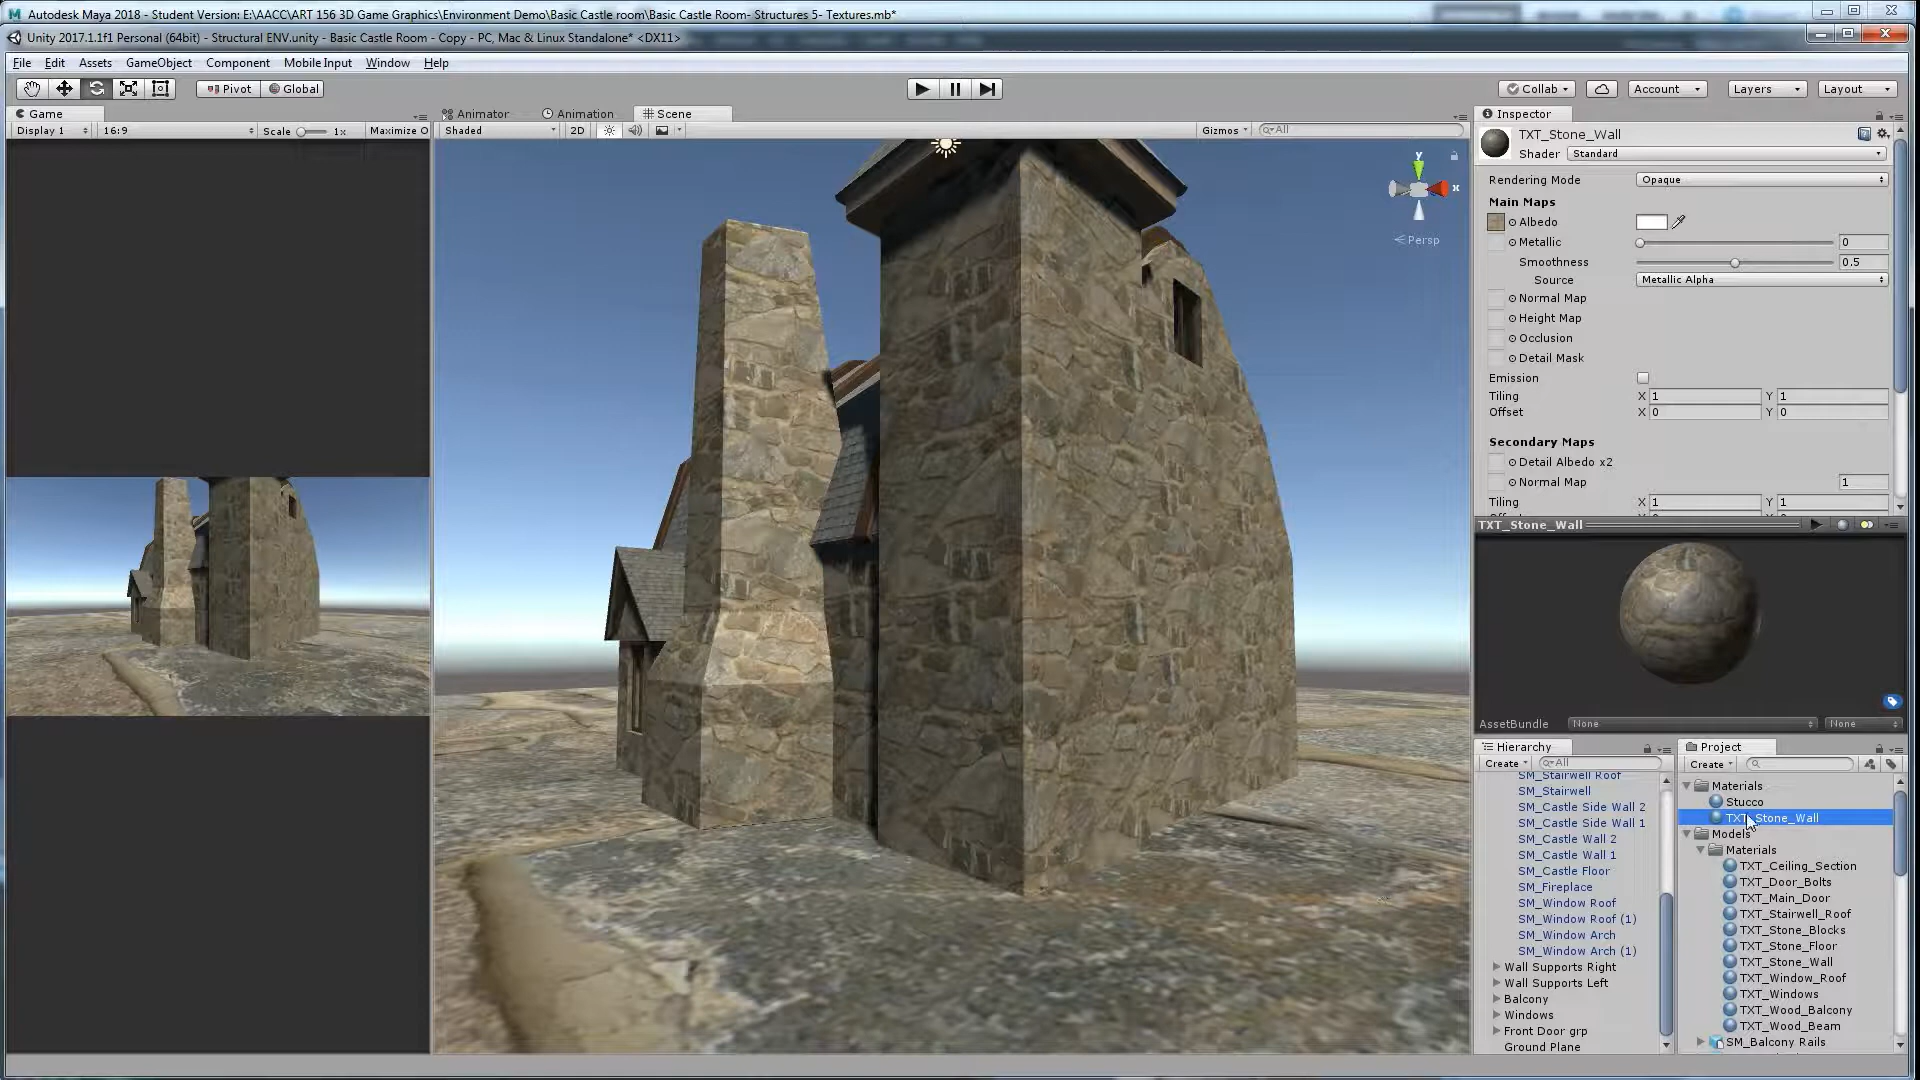 Autodesk Maya 2018 - Student Version: E:\AACC\ART 156 3D Game Graphics\Environment Demo\Basic Castle room\Basic Castle Room- Structures 5- Textures.mb*
Unity 2017.1.1f1 Personal (64bit) - Structural ENV.unity - Basic Castle Room - Copy - PC, Mac & Linux Standalone* <DX11>
File Edit Assets GameObject Component Mobile Input Window Help
Pivot Global Collab Account Layers Layout
Game Animator Animation Scene Inspector
Display 1 16:9 Scale 1x Maximize O Shaded 2D Gizmos All
TXT_Stone_Wall
Shader Standard
Rendering Mode Opaque
Main Maps
Albedo
Metallic 0
Smoothness 0.5
Source Metallic Alpha
Normal Map
Height Map
Occlusion
Detail Mask
Emission
Tiling X 1 Y 1
Offset X 0 Y 0
Secondary Maps
Detail Albedo x2
Normal Map 1
Tiling X 1 Y 1
y
x
Persp
TXT_Stone_Wall
AssetBundle None None
Hierarchy
Create All
SM_Stairwell Roof
SM_Stairwell
SM_Castle Side Wall 2
SM_Castle Side Wall 1
SM_Castle Wall 2
SM_Castle Wall 1
SM_Castle Floor
SM_Fireplace
SM_Window Roof
SM_Window Roof (1)
SM_Window Arch
SM_Window Arch (1)
Wall Supports Right
Wall Supports Left
Balcony
Windows
Front Door grp
Ground Plane
Project
Create
Materials
Stucco
TXT_Stone_Wall
Models
Materials
TXT_Ceiling_Section
TXT_Door_Bolts
TXT_Main_Door
TXT_Stairwell_Roof
TXT_Stone_Blocks
TXT_Stone_Floor
TXT_Stone_Wall
TXT_Window_Roof
TXT_Windows
TXT_Wood_Balcony
TXT_Wood_Beam
SM_Balcony Rails